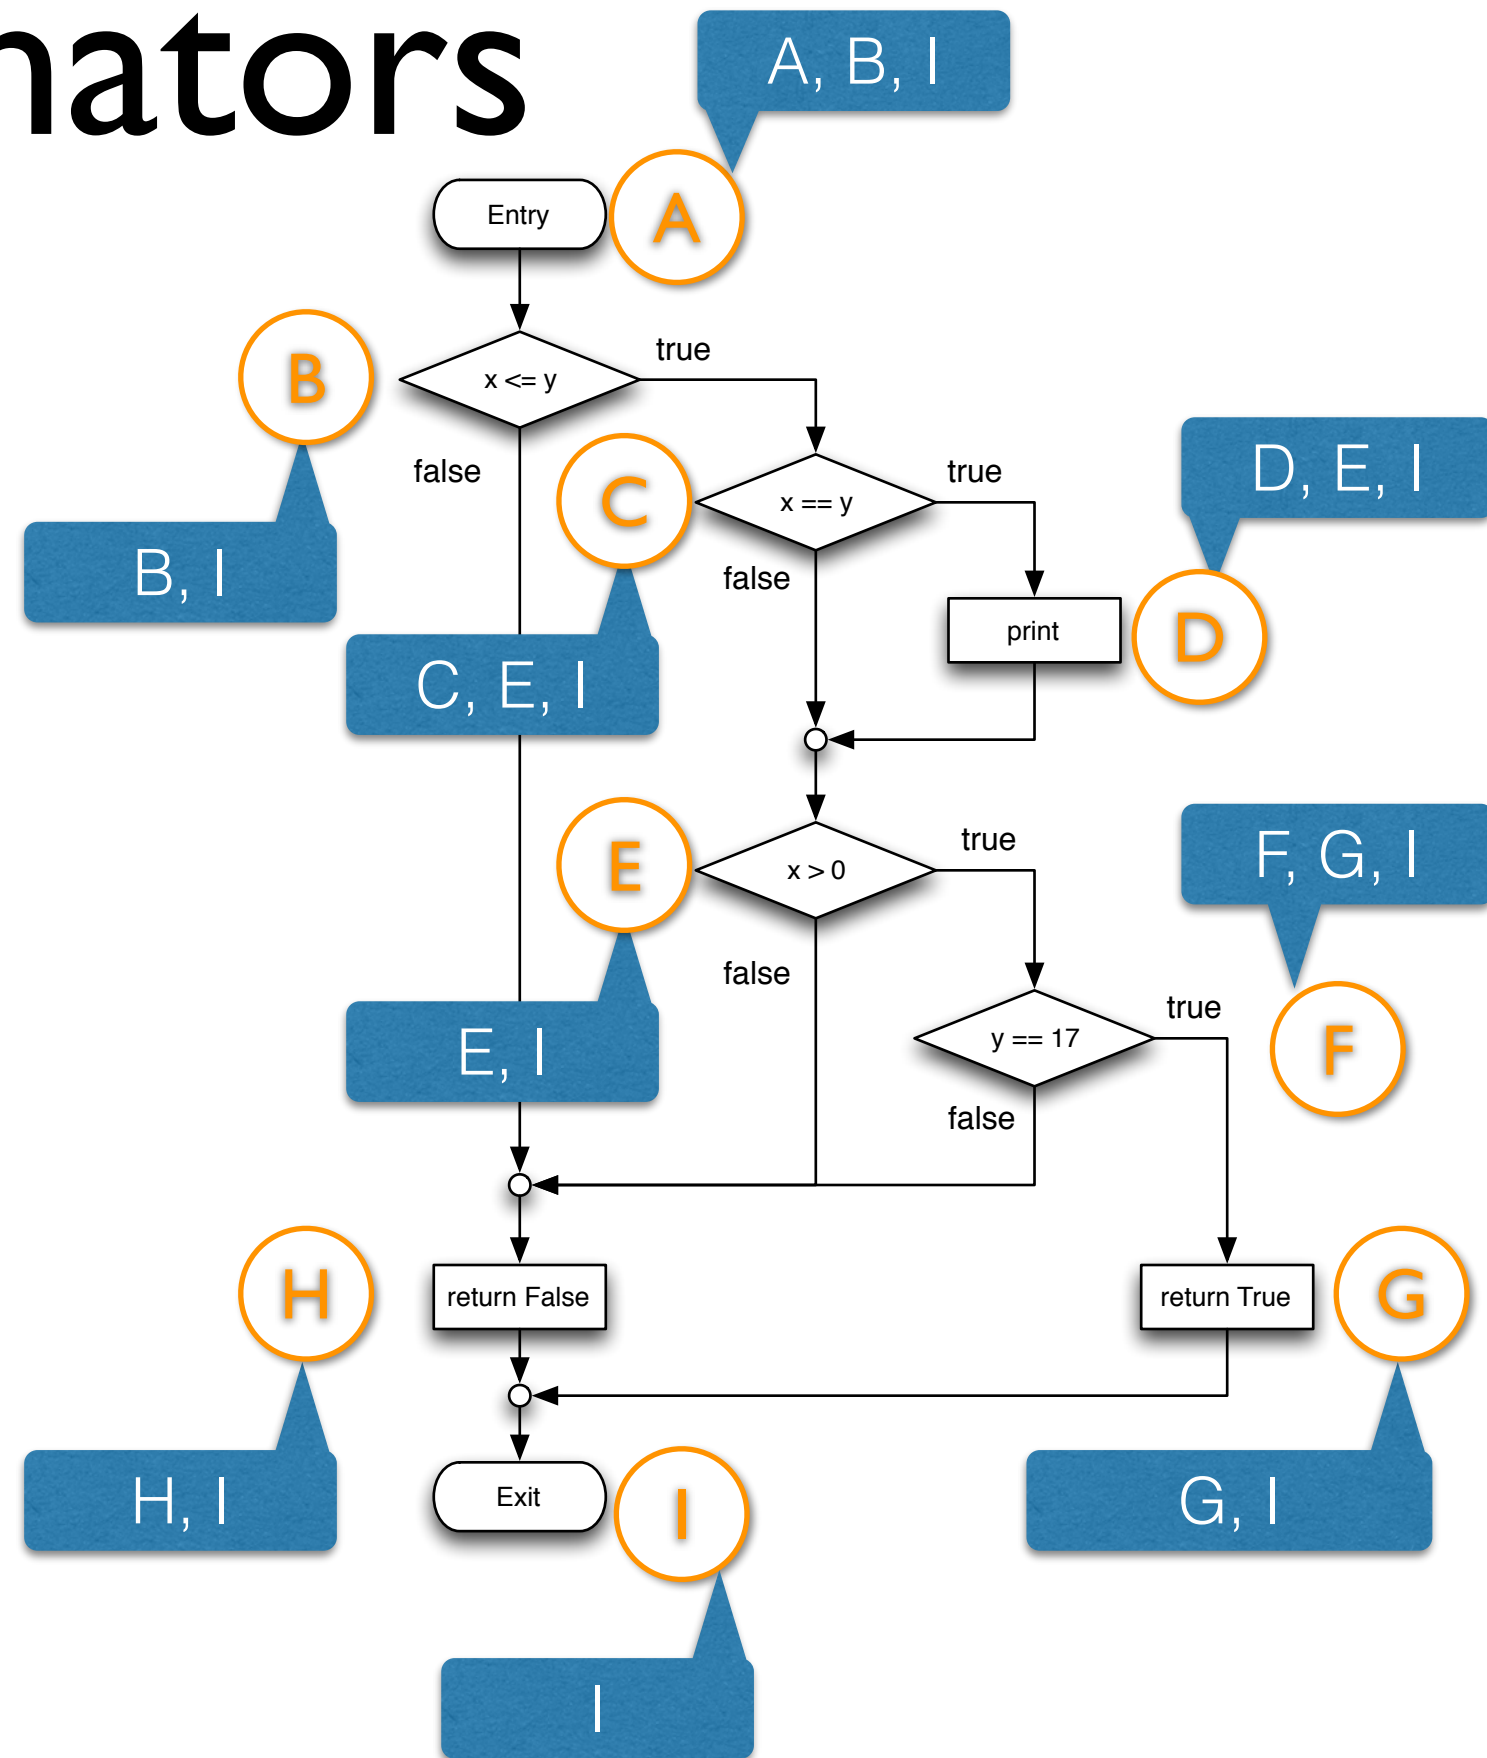 nators
A, B, I
Entry
A
B
x <= y
true
false
B, I
C
x == y
true
false
D, E, I
C, E, I
print
D
E
x > 0
true
false
F, G, I
E, I
y == 17
true
false
F
H
return False
return True
G
H, I
Exit
I
G, I
I